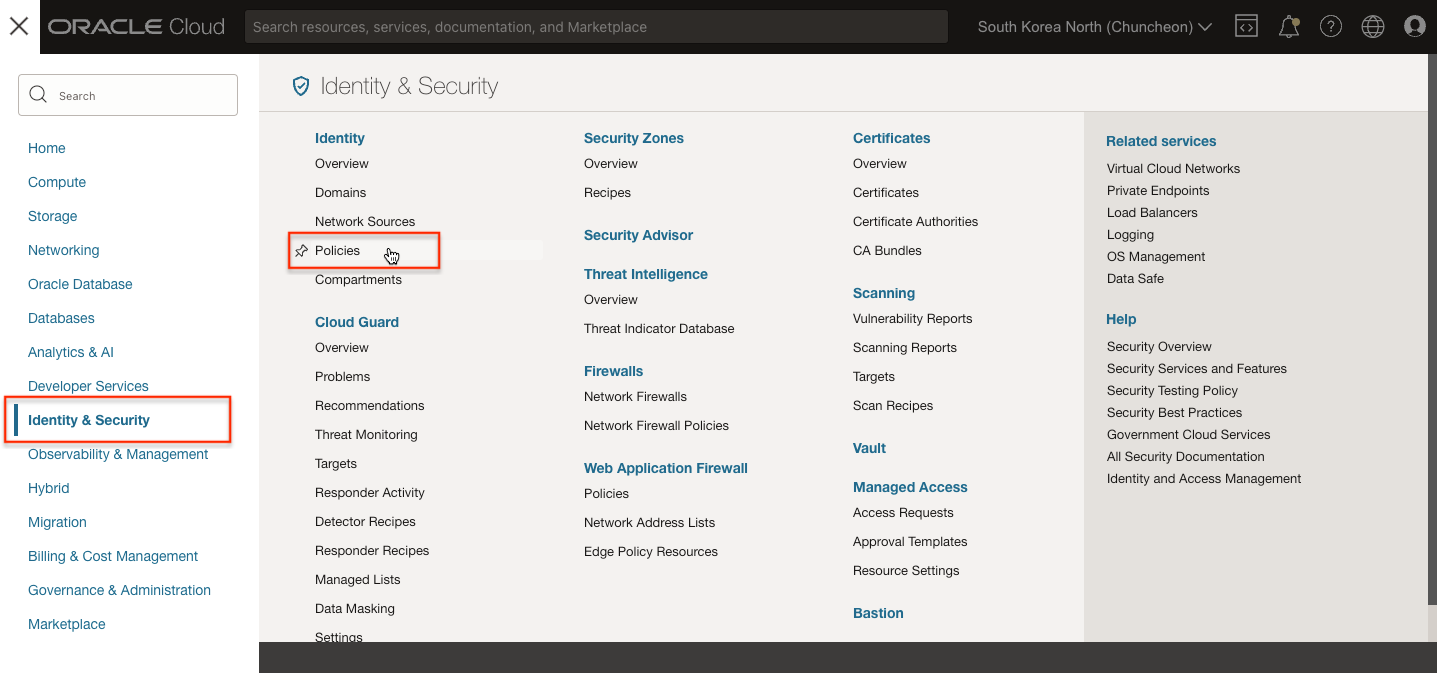 ORACLE Cloud
Search resources, services, documentation, and Marketplace
South Korea North (Chuncheon)
Search
Home
Compute
Storage
Networking
Oracle Database
Databases
Analytics & AI
Developer Services
Identity & Security
Observability & Management
Hybrid
Migration
Billing & Cost Management
Governance & Administration
Marketplace
Identity & Security
Identity
Overview
Domains
Network Sources
Policies
Compartments
Cloud Guard
Overview
Problems
Recommendations
Threat Monitoring
Targets
Responder Activity
Detector Recipes
Responder Recipes
Managed Lists
Data Masking
Settings
Security Zones
Overview
Recipes
Security Advisor
Threat Intelligence
Overview
Threat Indicator Database
Firewalls
Network Firewalls
Network Firewall Policies
Web Application Firewall
Policies
Network Address Lists
Edge Policy Resources
Certificates
Overview
Certificates
Certificate Authorities
CA Bundles
Scanning
Vulnerability Reports
Scanning Reports
Targets
Scan Recipes
Vault
Managed Access
Access Requests
Approval Templates
Resource Settings
Bastion
Related services
Virtual Cloud Networks
Private Endpoints
Load Balancers
Logging
OS Management
Data Safe
Help
Security Overview
Security Services and Features
Security Testing Policy
Security Best Practices
Government Cloud Services
All Security Documentation
Identity and Access Management